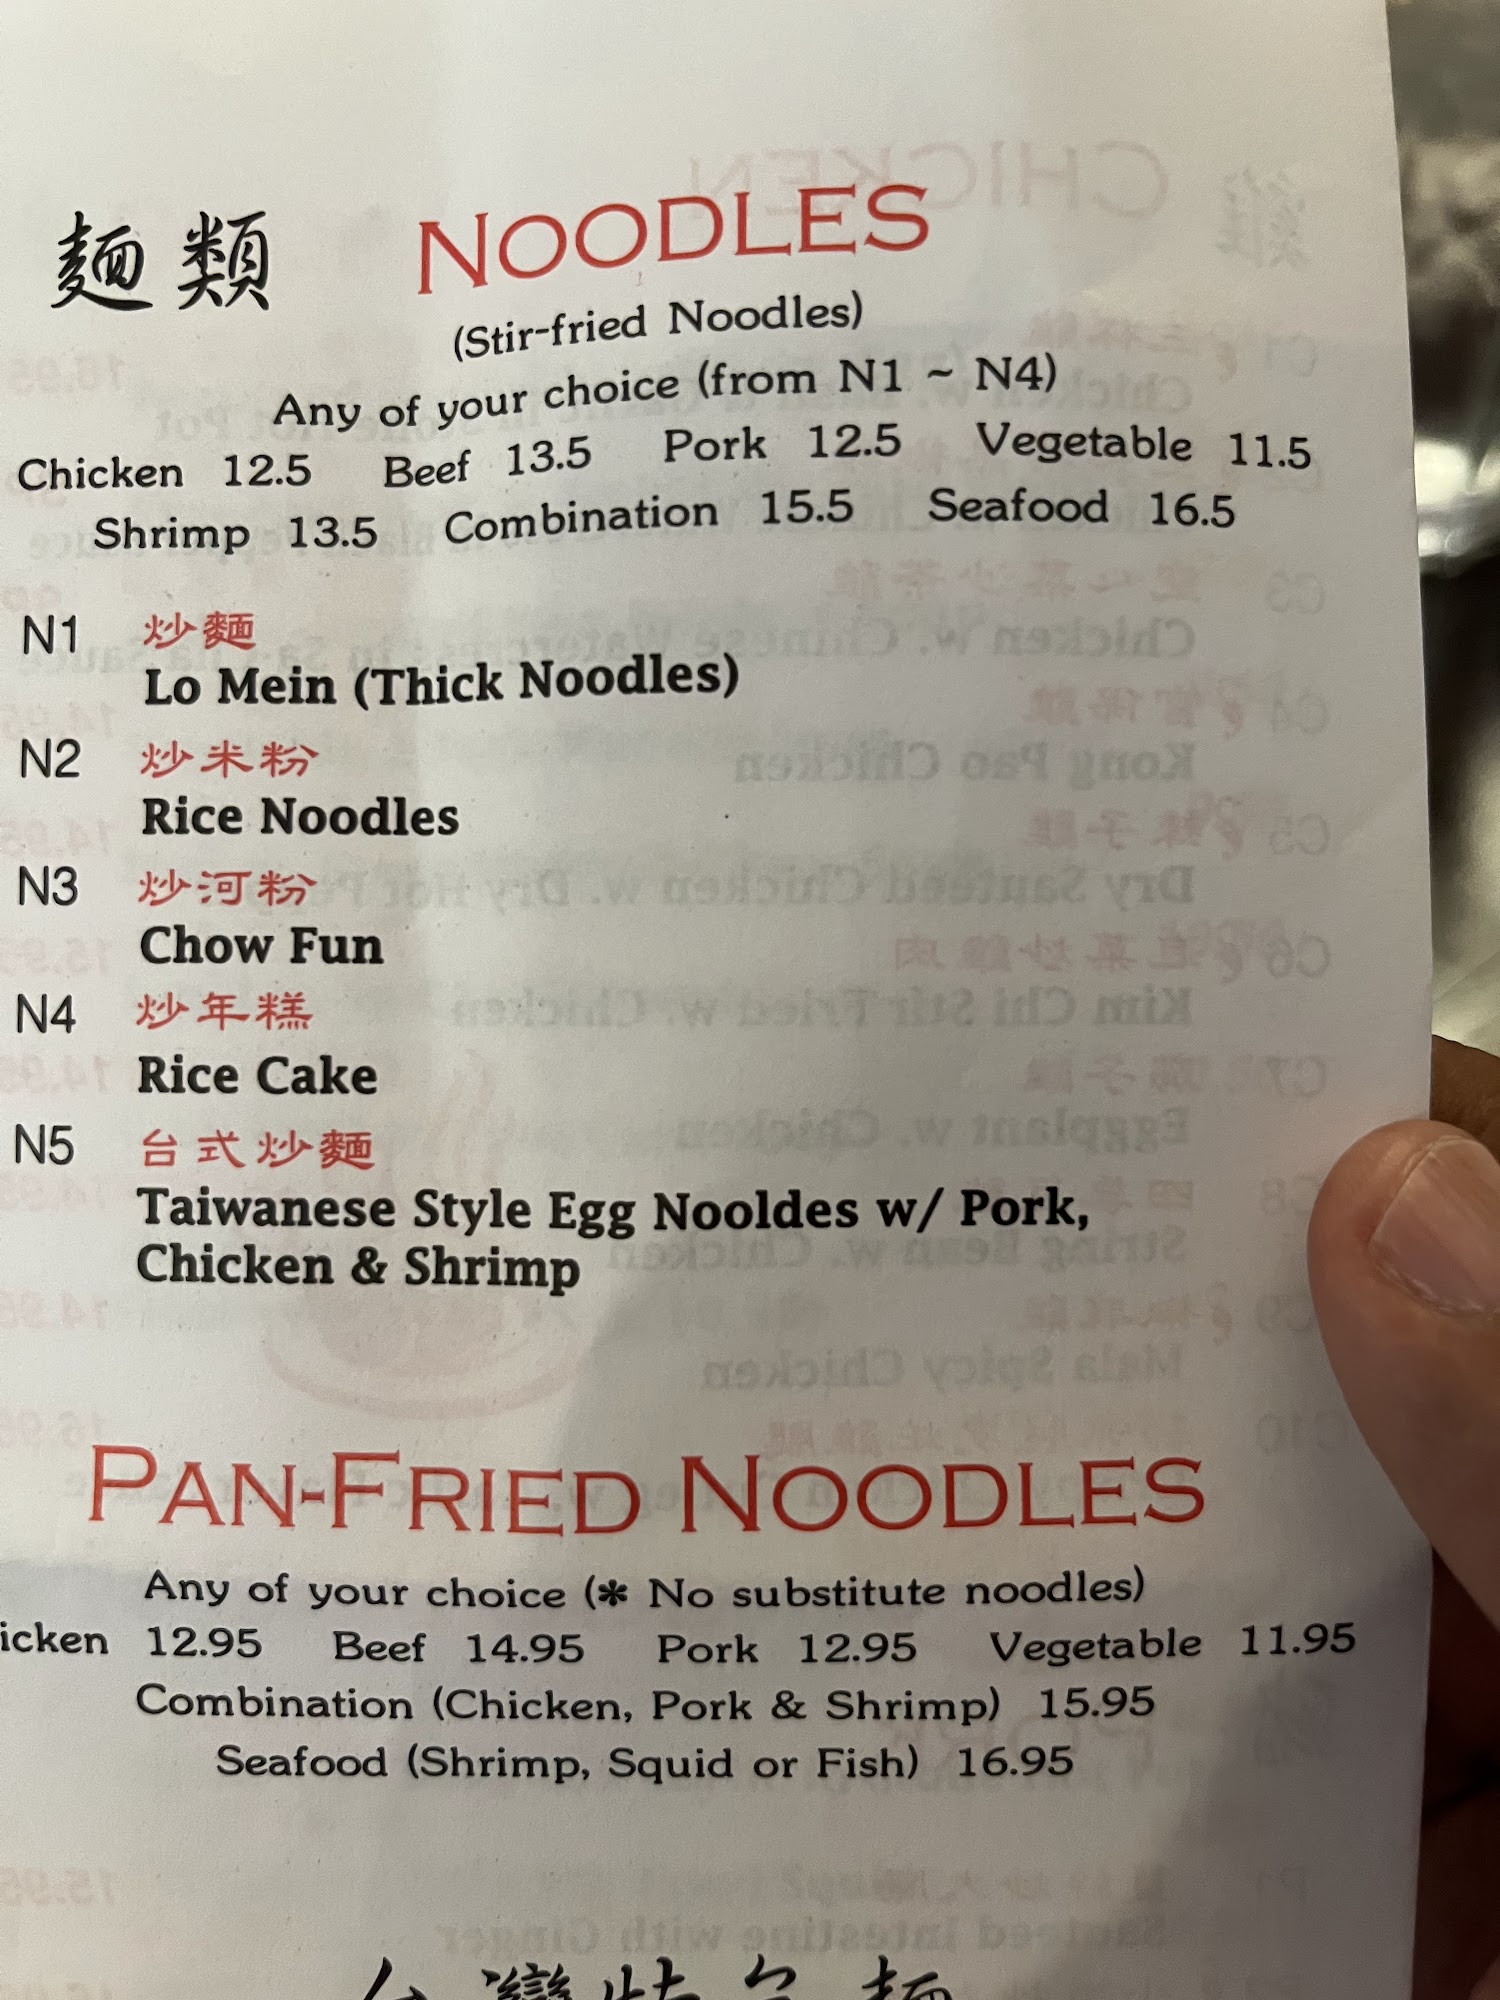 麵類 NOODLES
(Stir-fried Noodles)
Any of your choice (from N1 ~ N4)
Chicken 12.5 Beef 13.5 Pork 12.5 Vegetable 11.5
Shrimp 13.5 Combination 15.5 Seafood 16.5
N1 炒麵
Lo Mein (Thick Noodles)
N2 炒米粉
Rice Noodles
N3 炒河粉
Chow Fun
N4 炒年糕
Rice Cake
N5 台式炒麵
Taiwanese Style Egg Nooldes w/ Pork,
Chicken & Shrimp
PAN-FRIED NOODLES
Any of your choice (* No substitute noodles)
icken 12.95 Beef 14.95 Pork 12.95 Vegetable 11.95
Combination (Chicken, Pork & Shrimp) 15.95
Seafood (Shrimp, Squid or Fish) 16.95